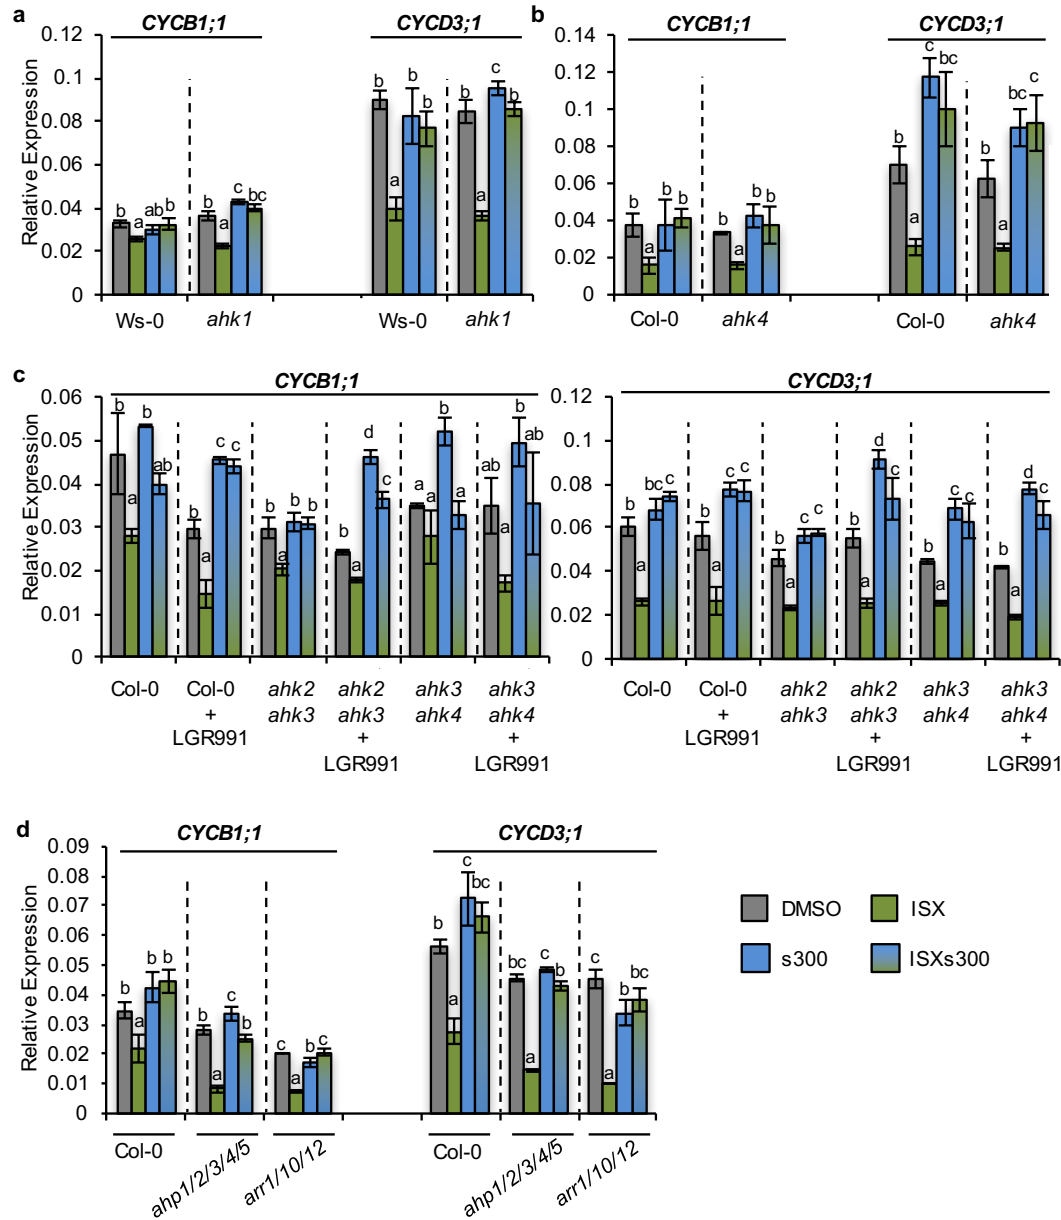 a
CYCB1;1 CYCD3;1
Relative Expression
0.12
0.1
0.08
0.06
0.04
0.02
0
b a ab b
b a c bc
b a b b
b a c b
Ws-0 ahk1 Ws-0 ahk1
b
CYCB1;1 CYCD3;1
0.14
0.12
0.1
0.08
0.06
0.04
0.02
0
b a b b
b a b b
b a c bc
b a bc c
Col-0 ahk4 Col-0 ahk4
c
CYCB1;1
Relative Expression
0.06
0.05
0.04
0.03
0.02
0.01
0
b a b ab
b a c c
b a b b
b a d c
a a b a
ab a b ab
Col-0 Col-0 ahk2 ahk2 ahk3 ahk3
+ ahk3 ahk3 ahk4 ahk4
LGR991 + +
LGR991 LGR991
CYCD3;1
0.12
0.1
0.08
0.06
0.04
0.02
0
b a bc c
b a c c
b a c c
b a d c
b a c c
b a d c
Col-0 Col-0 ahk2 ahk2 ahk3 ahk3
+ ahk3 ahk3 ahk4 ahk4
LGR991 + +
LGR991 LGR991
d
CYCB1;1 CYCD3;1
Relative Expression
0.09
0.08
0.07
0.06
0.05
0.04
0.03
0.02
0.01
0
b a b b
b a c b
c a b c
b a c bc
b a c b
c a b bc
Col-0 ahp1/2/3/4/5 arr1/10/12 Col-0 ahp1/2/3/4/5 arr1/10/12
DMSO ISX
s300 ISXs300